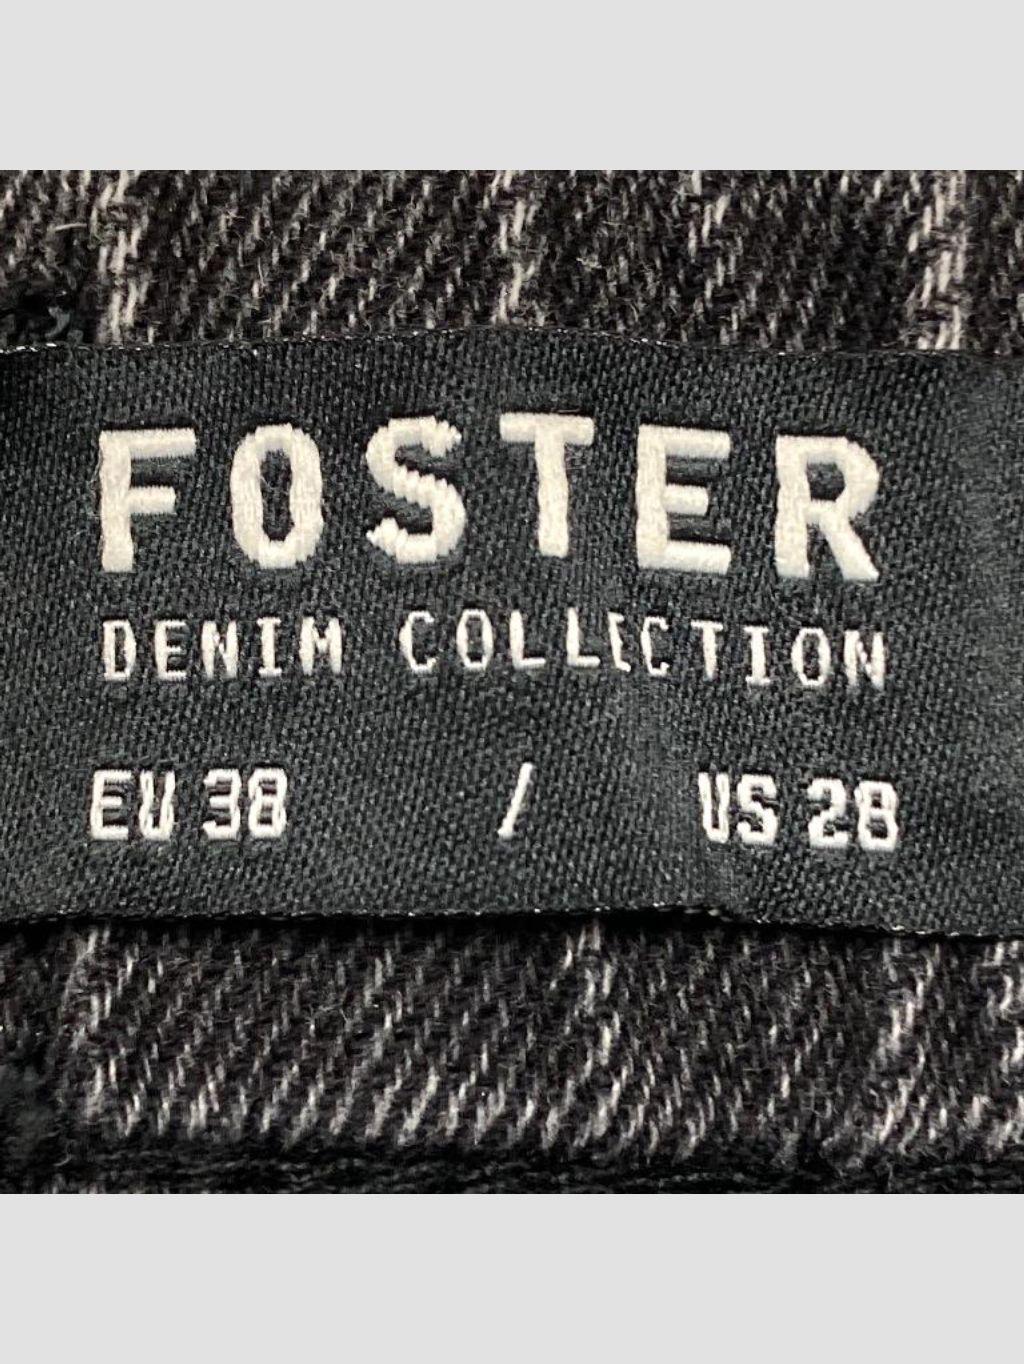 FOSTER
DENIM COLLECTION
EU 38 / US 28